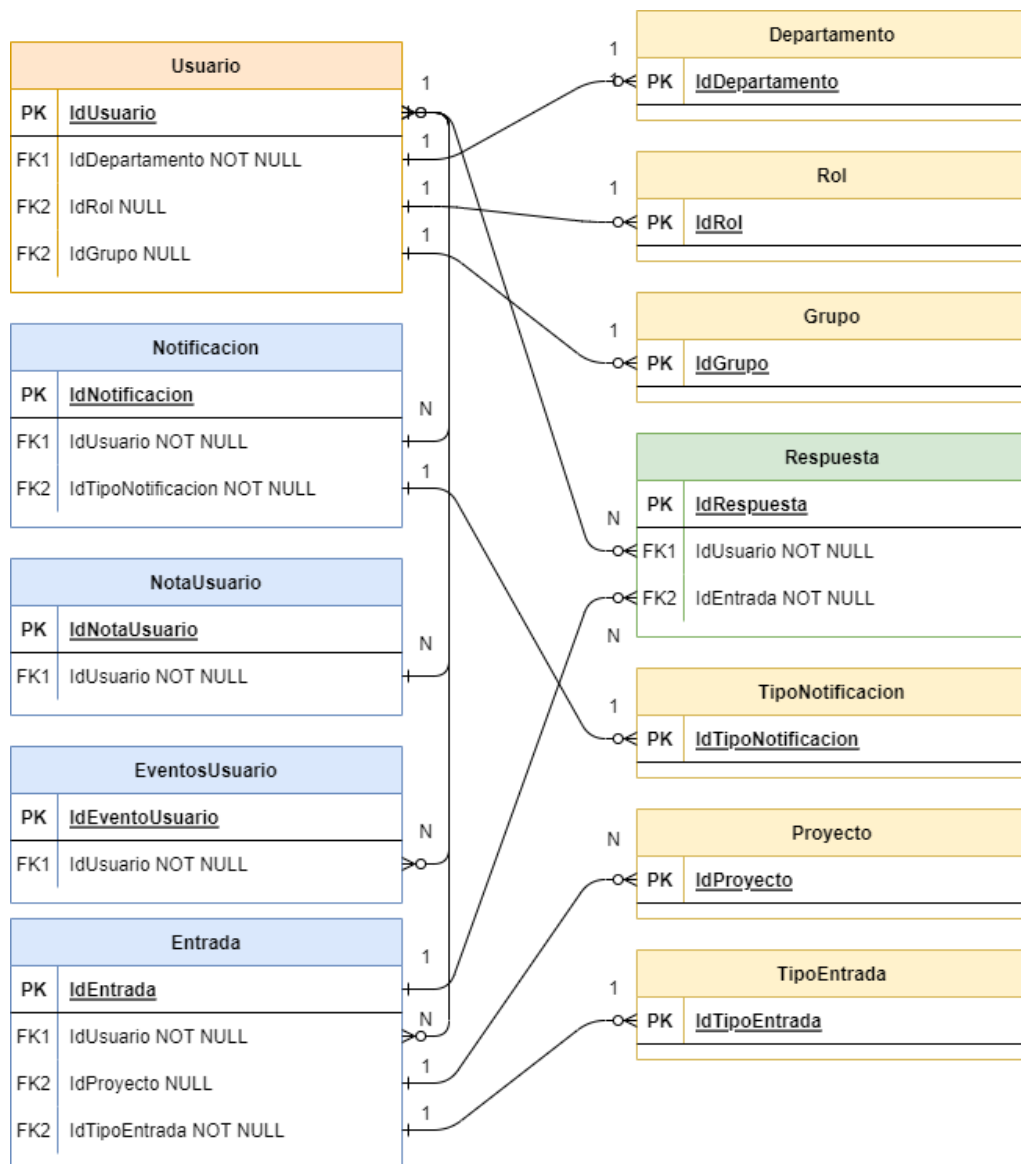 Usuario
PK IdUsuario
FK1 IdDepartamento NOT NULL
FK2 IdRol NULL
FK2 IdGrupo NULL
1
1
1
1
Notificacion
PK IdNotificacion
FK1 IdUsuario NOT NULL
FK2 IdTipoNotificacion NOT NULL
N
1
NotaUsuario
PK IdNotaUsuario
FK1 IdUsuario NOT NULL
N
EventosUsuario
PK IdEventoUsuario
FK1 IdUsuario NOT NULL
N
Entrada
PK IdEntrada
FK1 IdUsuario NOT NULL
FK2 IdProyecto NULL
FK2 IdTipoEntrada NOT NULL
1
N
1
1
Departamento
1
1
PK IdDepartamento
Rol
1
PK IdRol
Grupo
1
PK IdGrupo
Respuesta
PK IdRespuesta
N
FK1 IdUsuario NOT NULL
FK2 IdEntrada NOT NULL
N
TipoNotificacion
1
PK IdTipoNotificacion
Proyecto
N
PK IdProyecto
TipoEntrada
1
PK IdTipoEntrada